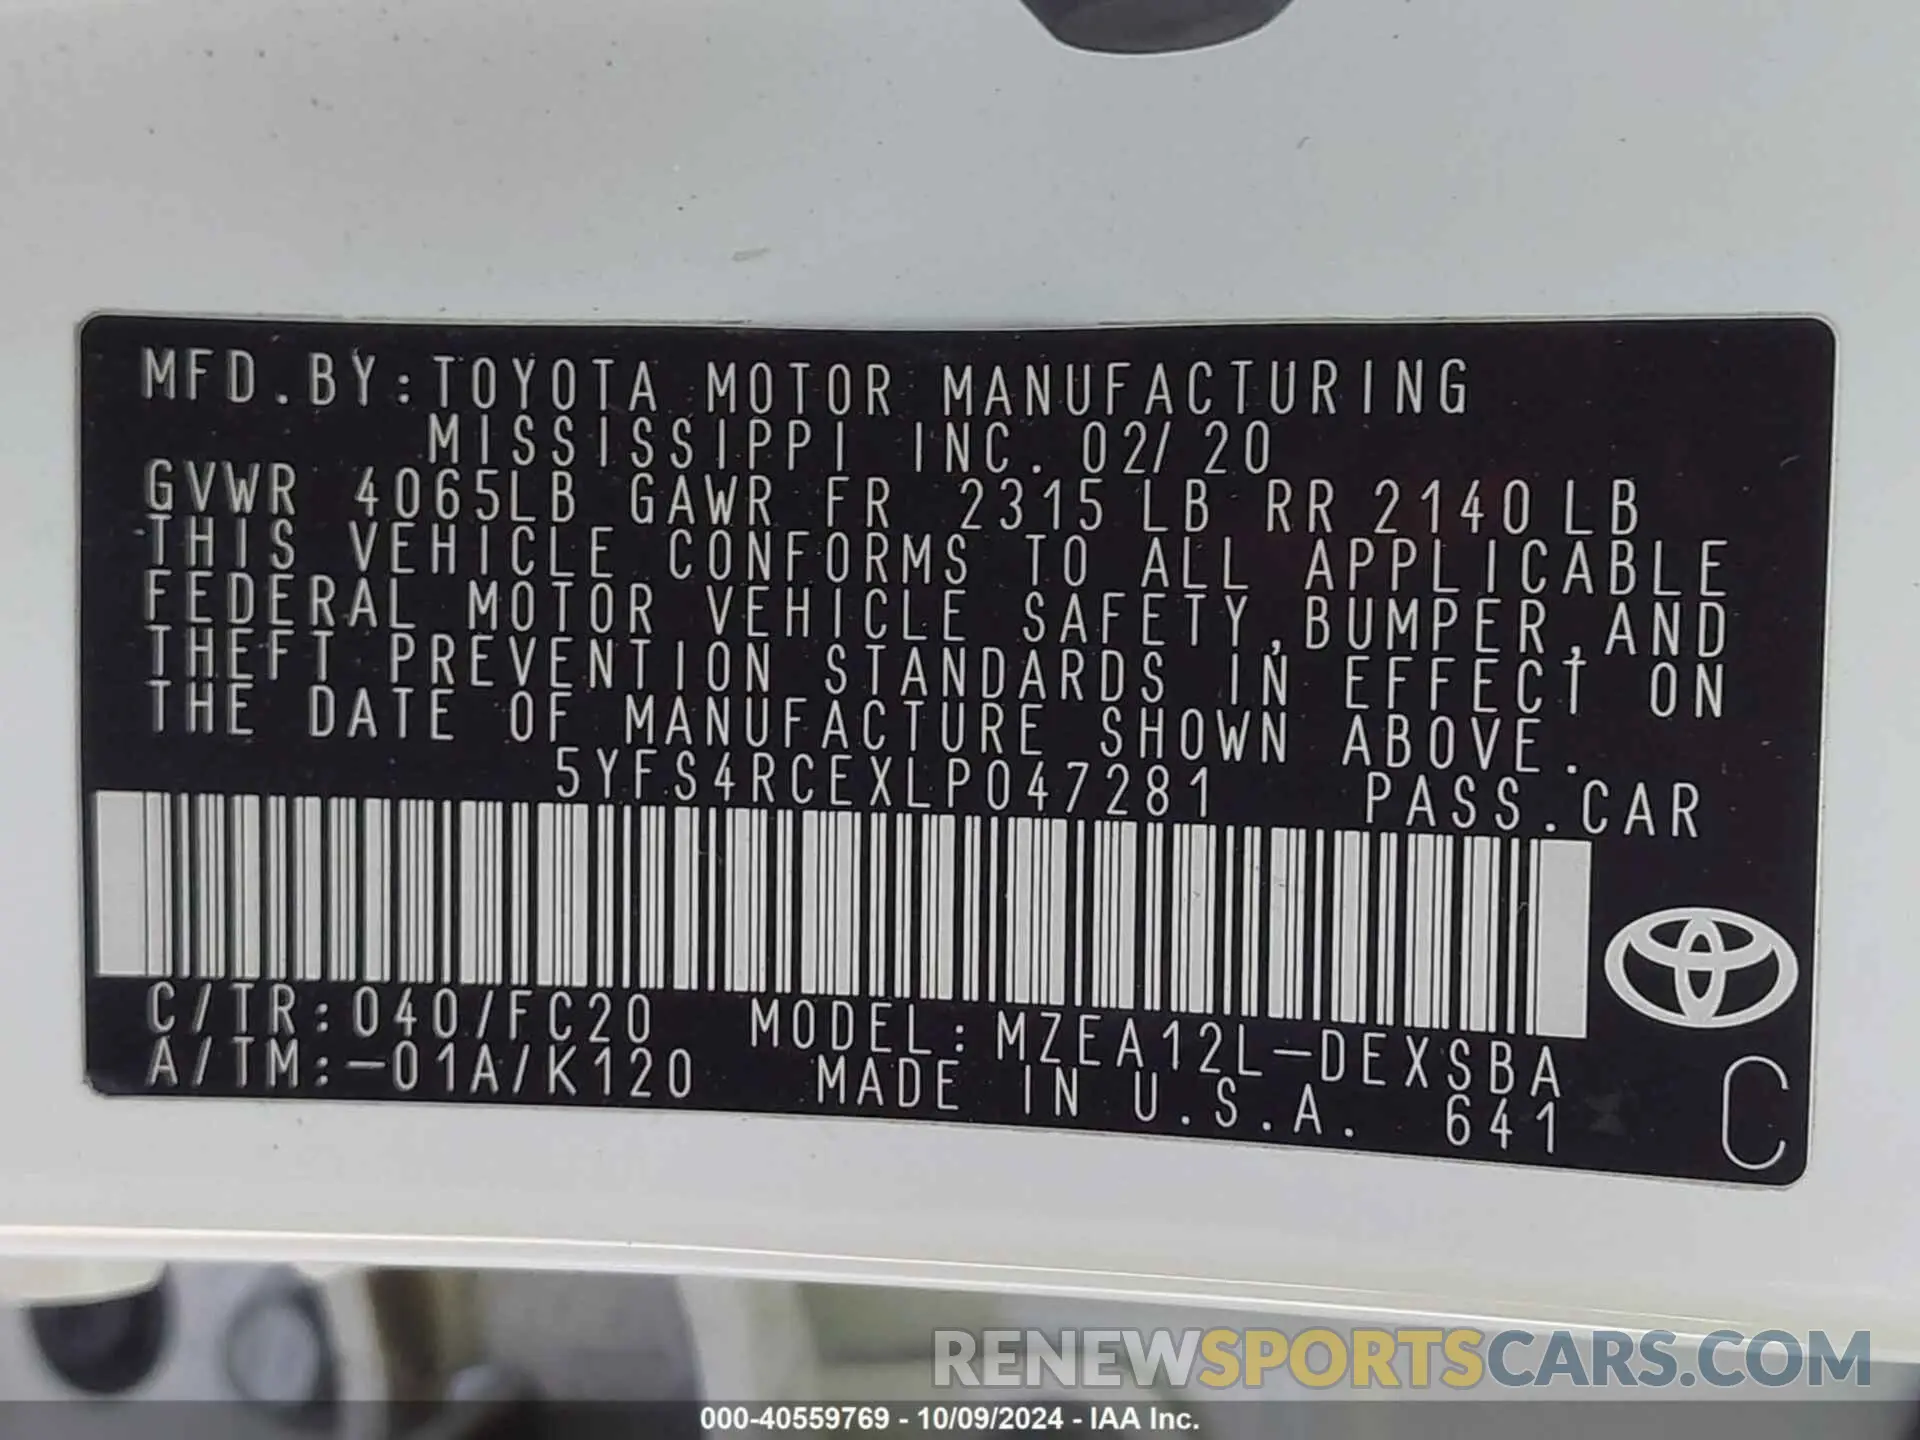 MFD.BY:TOYOTA MOTOR MANUFACTURING
MISSISSIPPI INC. 02/20
GVWR 4065LB GAWR FR 2315LB RR 2140LB
THIS VEHICLE CONFORMS TO ALL APPLICABLE
FEDERAL MOTOR VEHICLE SAFETY,BUMPER,AND
THEFT PREVENTION STANDARDS IN EFFECT ON
THE DATE OF MANUFACTURE SHOWN ABOVE.
5YFS4RCEXLP047281 PASS.CAR
C/TR:040/FC20 MODEL:MZEA12L-DEXSBA
A/TM:-01A/K120 MADE IN U.S.A. 641
C
RENEWSPORTSCARS.COM
000-40559769 - 10/09/2024 - IAA Inc.